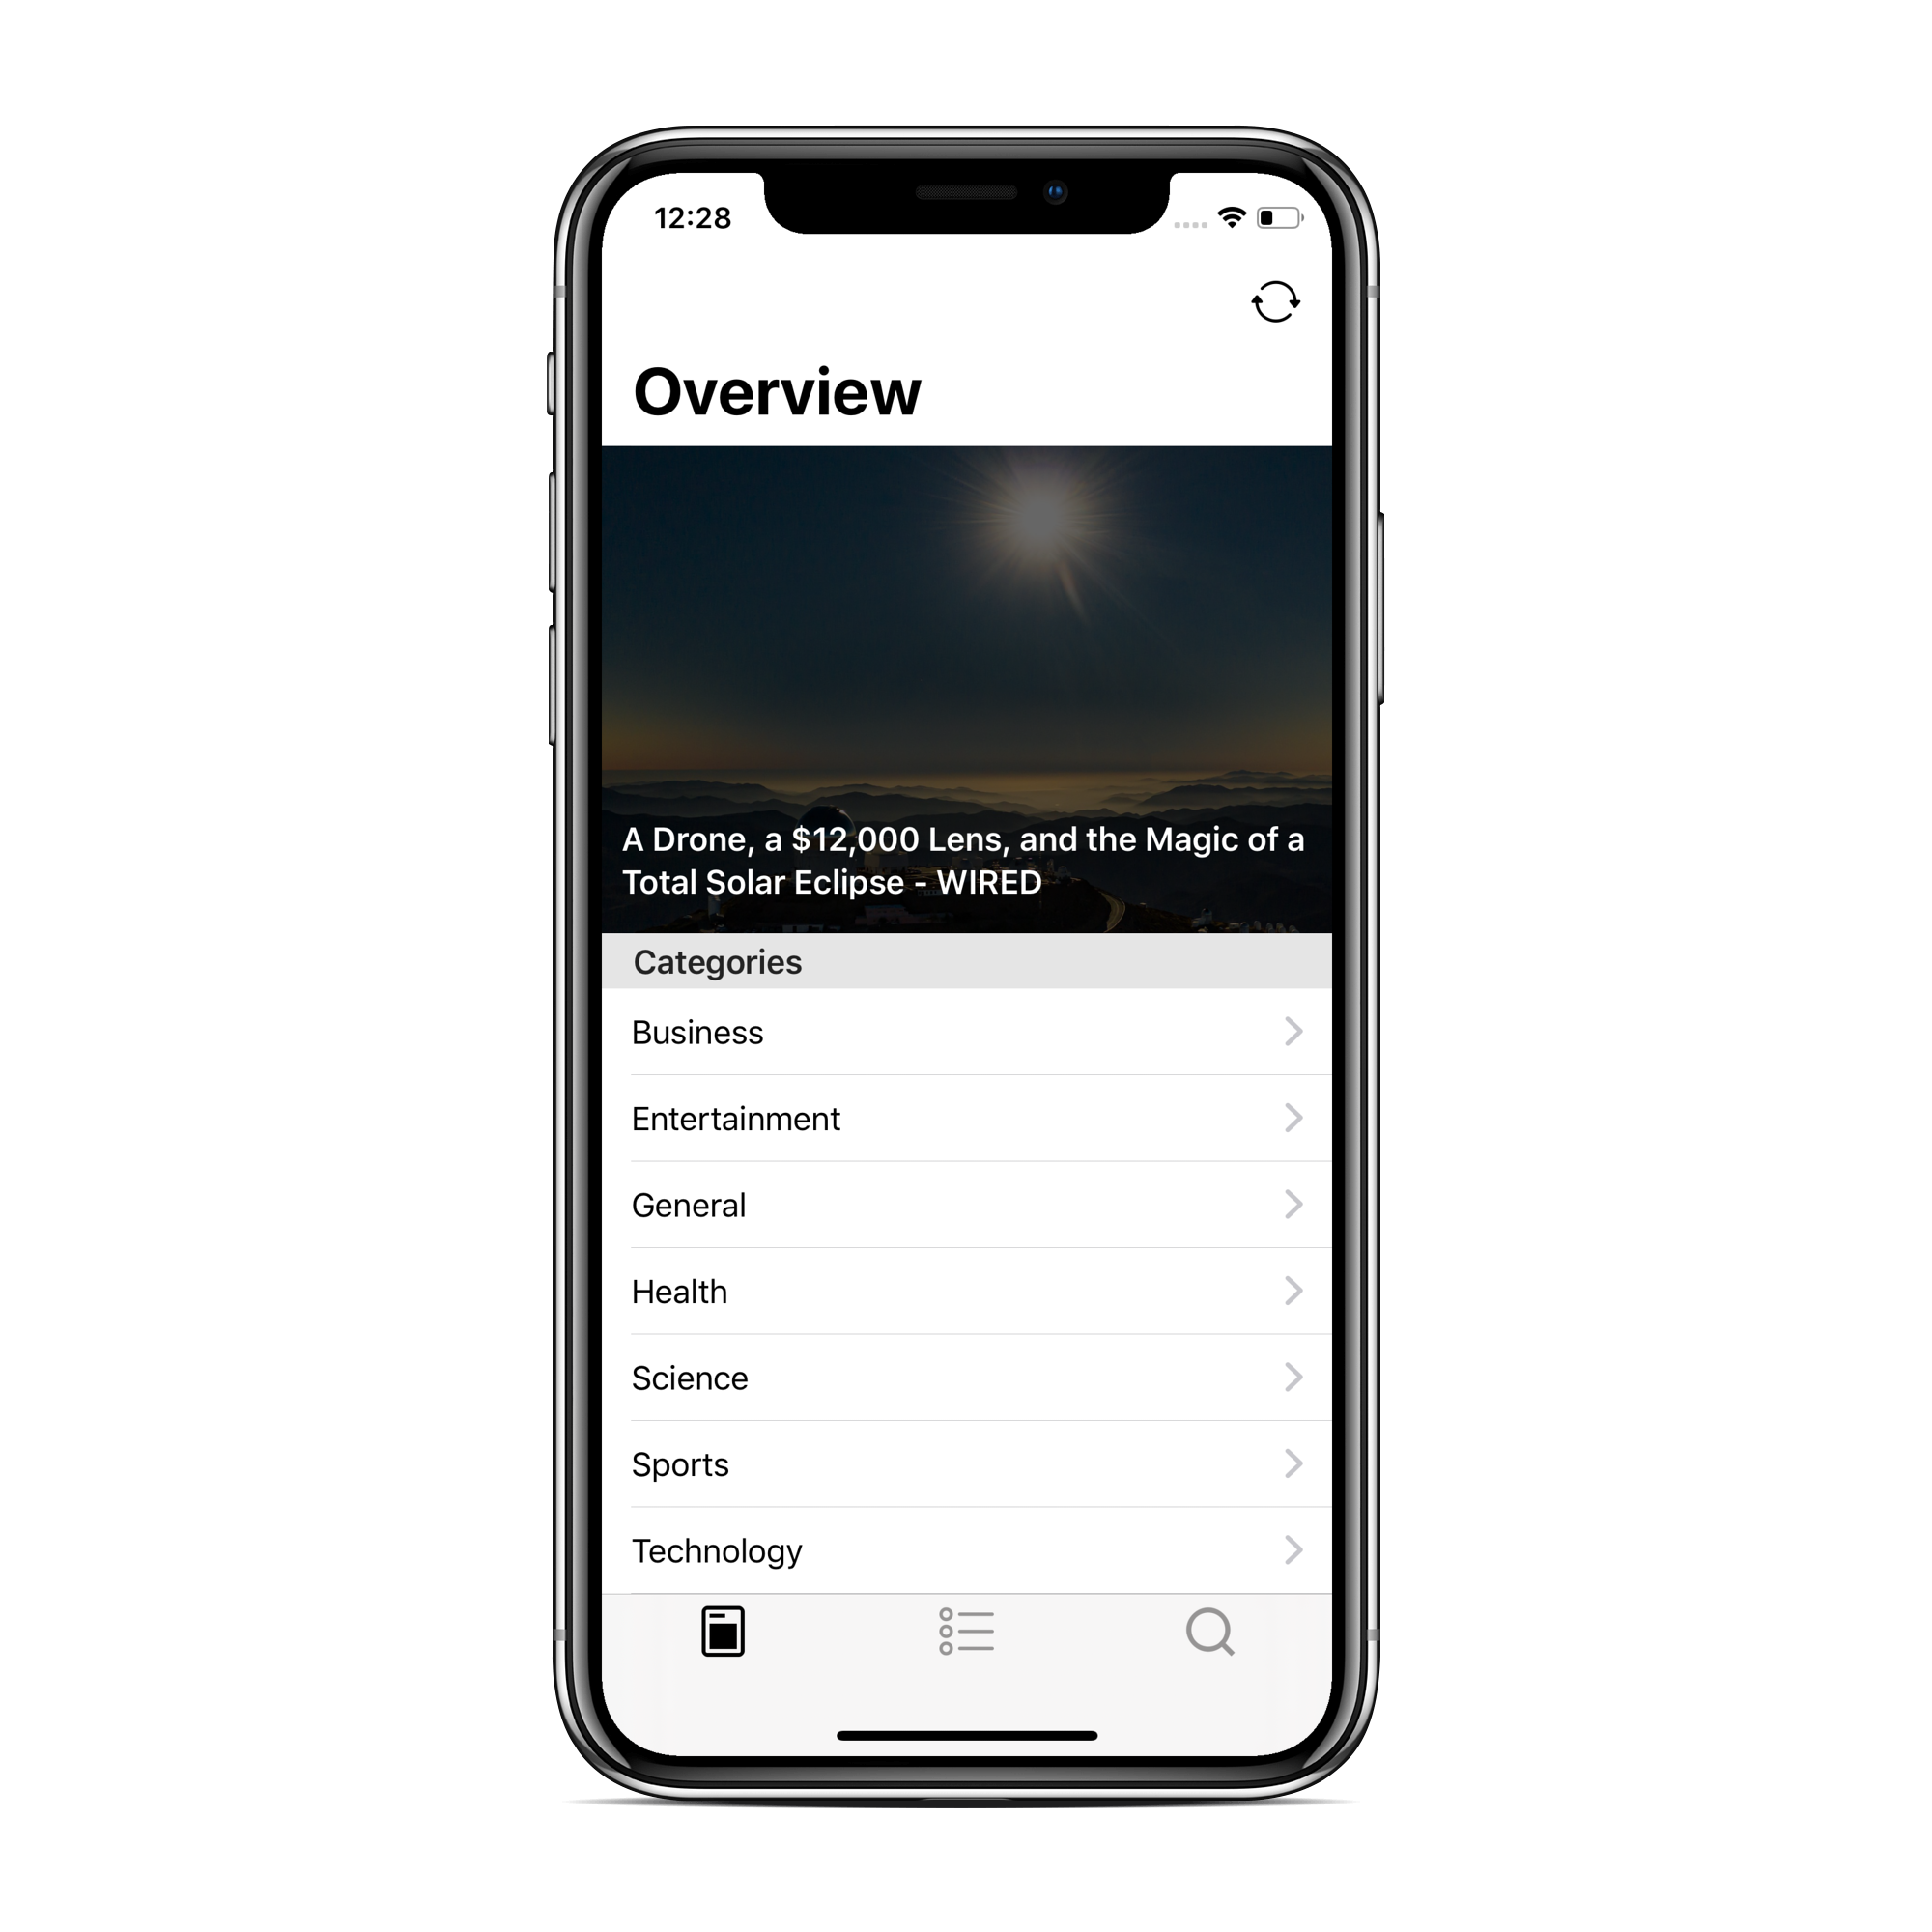 12:28
Overview
A Drone, a $12,000 Lens, and the Magic of a
Total Solar Eclipse - WIRED
Categories
Business
Entertainment
General
Health
Science
Sports
Technology